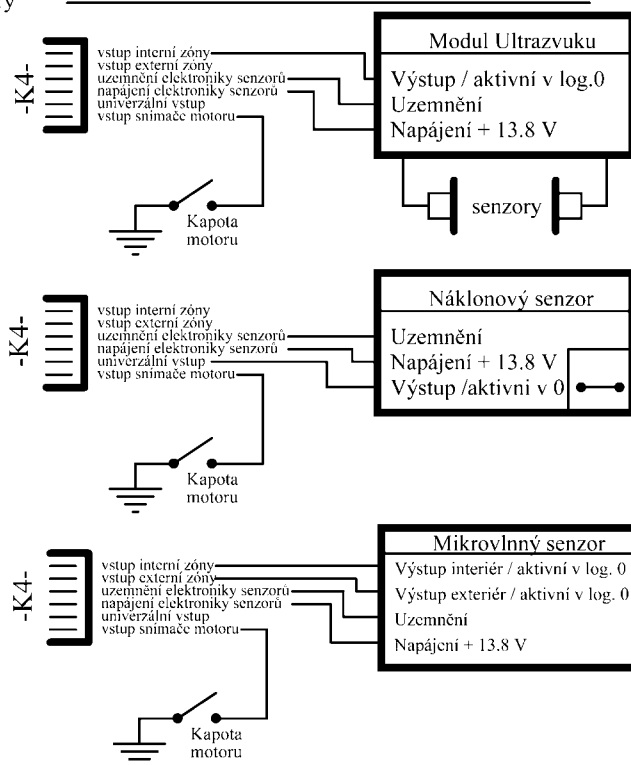 y
-K4-
vstup interní zóny
vstup externí zóny
uzemnění elektroniky senzorů
napájení elektroniky senzorů
univerzální vstup
vstup snímače motoru
Kapota
motoru
Modul Ultrazvuku
Výstup / aktivní v log.0
Uzemnění
Napájení + 13.8 V
senzory
-K4-
vstup interní zóny
vstup externí zóny
uzemnění elektroniky senzorů
napájení elektroniky senzorů
univerzální vstup
vstup snímače motoru
Kapota
motoru
Náklonový senzor
Uzemnění
Napájení + 13.8 V
Výstup /aktivni v 0
-K4-
vstup interní zóny
vstup externí zóny
uzemnění elektroniky senzorů
napájení elektroniky senzorů
univerzální vstup
vstup snímače motoru
Kapota
motoru
Mikrovlnný senzor
Výstup interiér / aktivní v log. 0
Výstup exteriér / aktivní v log. 0
Uzemnění
Napájení + 13.8 V